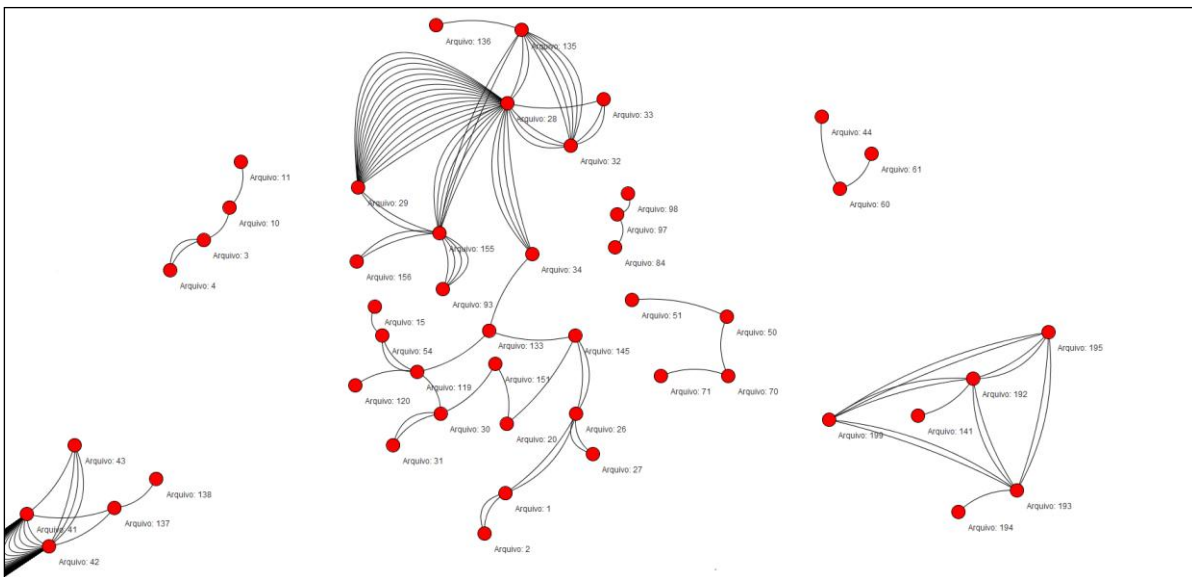 Arquivo: 136
Arquivo: 135
Arquivo: 28
Arquivo: 33
Arquivo: 32
Arquivo: 44
Arquivo: 61
Arquivo: 60
Arquivo: 11
Arquivo: 10
Arquivo: 3
Arquivo: 4
Arquivo: 29
Arquivo: 155
Arquivo: 156
Arquivo: 93
Arquivo: 34
Arquivo: 98
Arquivo: 97
Arquivo: 84
Arquivo: 15
Arquivo: 54
Arquivo: 133
Arquivo: 145
Arquivo: 51
Arquivo: 50
Arquivo: 119
Arquivo: 151
Arquivo: 120
Arquivo: 71
Arquivo: 70
Arquivo: 195
Arquivo: 192
Arquivo: 199
Arquivo: 141
Arquivo: 30
Arquivo: 20
Arquivo: 26
Arquivo: 31
Arquivo: 27
Arquivo: 43
Arquivo: 138
Arquivo: 137
Arquivo: 41
Arquivo: 42
Arquivo: 1
Arquivo: 2
Arquivo: 193
Arquivo: 194